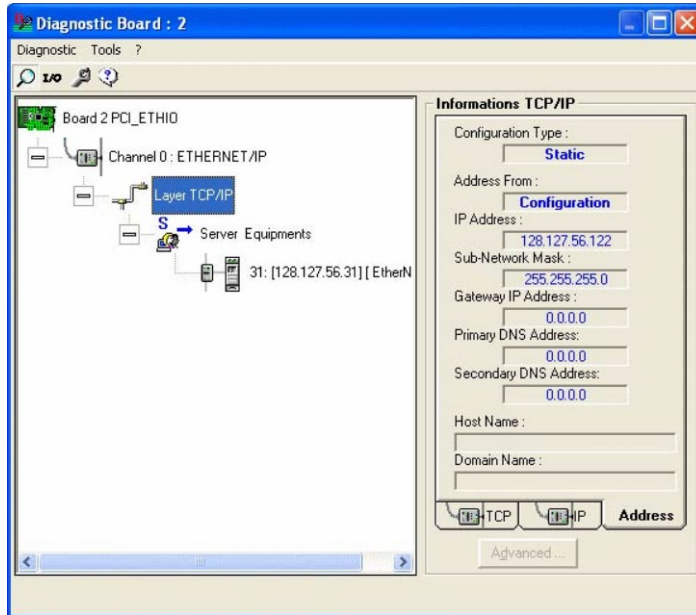 Diagnostic Board : 2
Diagnostic Tools ?
I/O
Board 2 PCI_ETHIO
Channel 0 : ETHERNET/IP
Layer TCP/IP
S
Server Equipments
31: [128.127.56.31] [ EtherN
Informations TCP/IP
Configuration Type :
Static
Address From :
Configuration
IP Address :
128.127.56.122
Sub-Network Mask :
255.255.255.0
Gateway IP Address :
0.0.0.0
Primary DNS Address:
0.0.0.0
Secondary DNS Address:
0.0.0.0
Host Name :
Domain Name :
TCP IP Address
Advanced ...